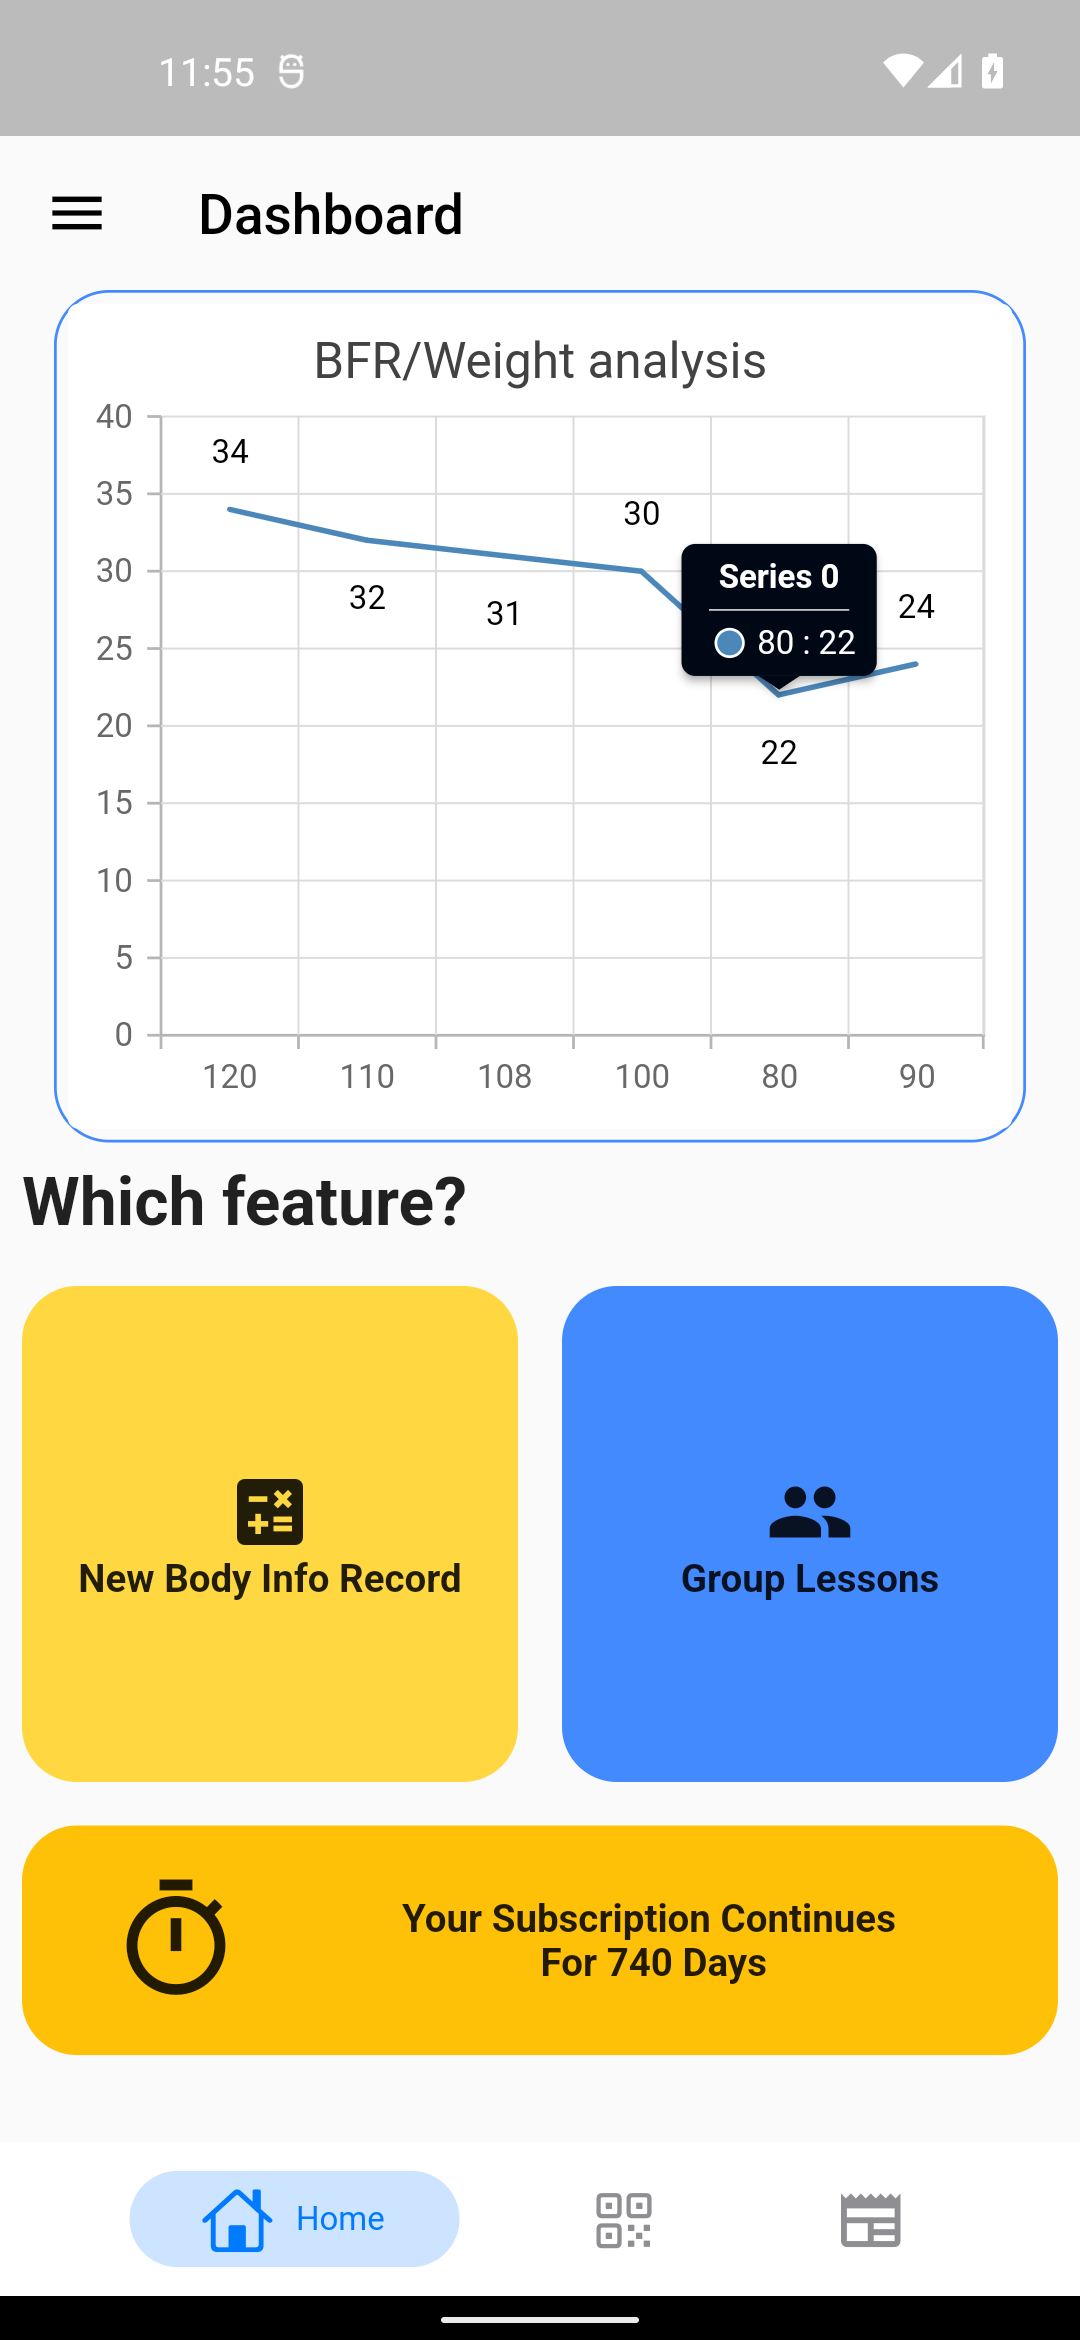 11:55
Dashboard
BFR/Weight analysis
40
34
35
30
30
Series 0
80 : 22
32
31
24
25
20
22
15
10
5
0
120 110 108 100 80 90
Which feature?
New Body Info Record
Group Lessons
Your Subscription Continues
For 740 Days
Home